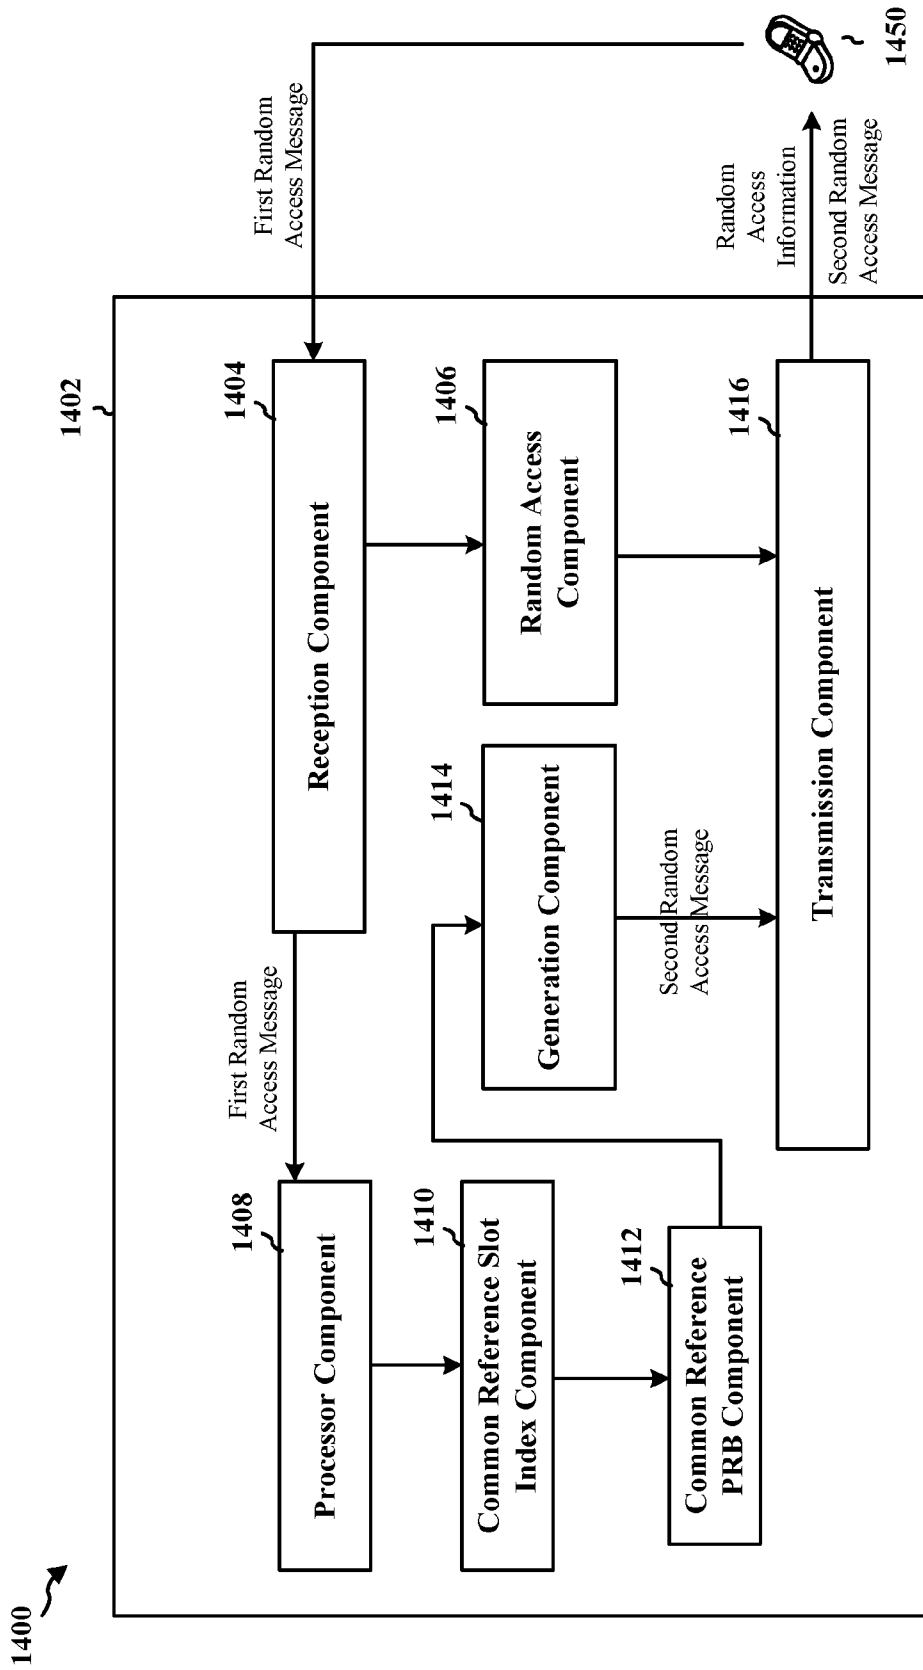 1400
1402
First Random
Access Message
1450
Reception Component
1404
First Random
Access Message
Processor Component
1408
Common Reference Slot
Index Component
1410
Common Reference
PRB Component
1412
Generation Component
1414
Random Access
Component
1406
Second Random
Access Message
Transmission Component
1416
Random
Access
Information
Second Random
Access Message